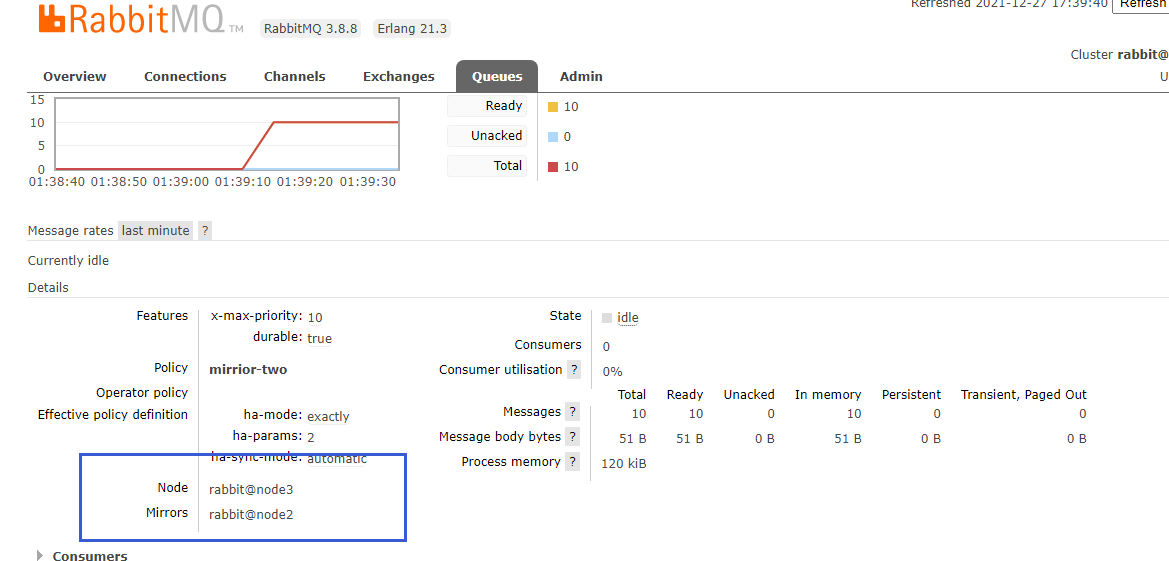 RabbitMQ TM RabbitMQ 3.8.8 Erlang 21.3
Refreshed 2021-12-27 17:39:40 Refresh
Cluster rabbit@
U
Overview Connections Channels Exchanges Queues Admin
15
10
5
0
01:38:40 01:38:50 01:39:00 01:39:10 01:39:20 01:39:30
Ready 10
Unacked 0
Total 10
Message rates last minute ?
Currently idle
Details
Features x-max-priority: 10
durable: true
Policy mirrior-two
Operator policy
Effective policy definition ha-mode: exactly
ha-params: 2
ha-sync-mode: automatic
Node rabbit@node3
Mirrors rabbit@node2
State idle
Consumers 0
Consumer utilisation ? 0%
Total Ready Unacked In memory Persistent Transient, Paged Out
Messages ? 10 10 0 10 0 0
Message body bytes ? 51 B 51 B 0 B 51 B 0 B 0 B
Process memory ? 120 kiB
Consumers